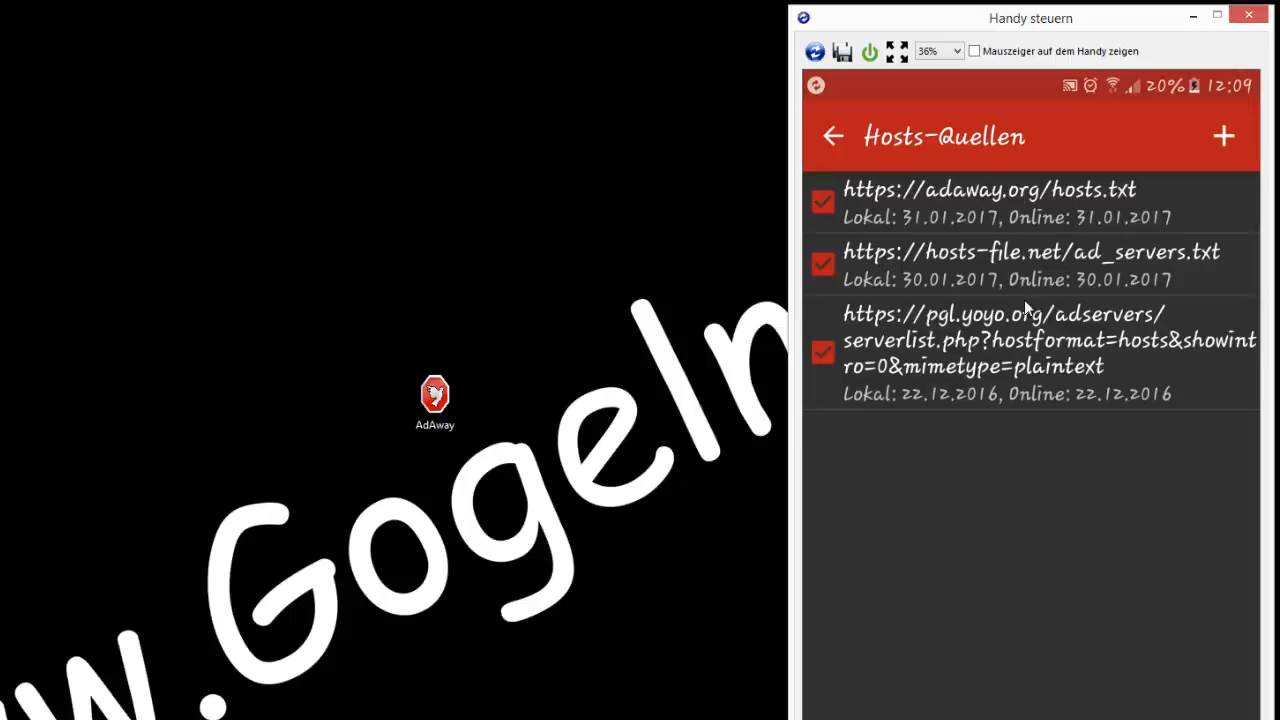 Handy steuern
36%
Mauszeiger auf dem Handy zeigen
20% 12:09
Hosts-Quellen
https://adaway.org/hosts.txt
Lokal: 31.01.2017, Online: 31.01.2017
https://hosts-file.net/ad_servers.txt
Lokal: 30.01.2017, Online: 30.01.2017
https://pgl.yoyo.org/adservers/
serverlist.php?hostformat=hosts&showint
ro=0&mimetype=plaintext
Lokal: 22.12.2016, Online: 22.12.2016
AdAway